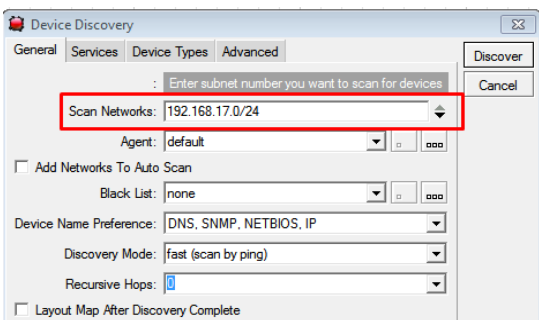 Device Discovery
General Services Device Types Advanced
Discover
: Enter subnet number you want to scan for devices
Cancel
Scan Networks: 192.168.17.0/24
Agent: default
Add Networks To Auto Scan
Black List: none
Device Name Preference: DNS, SNMP, NETBIOS, IP
Discovery Mode: fast (scan by ping)
Recursive Hops: 0
Layout Map After Discovery Complete